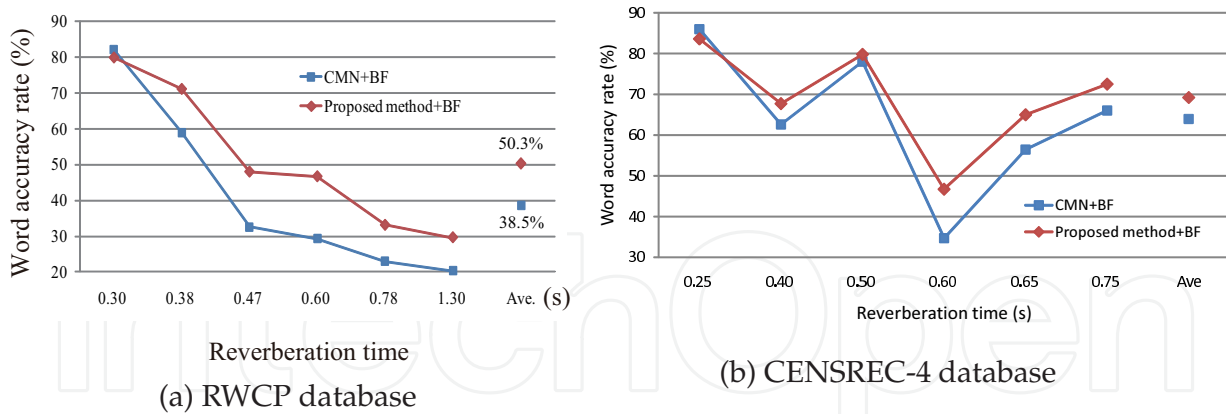 90
80
70
60
50
40
30
20
Word accuracy rate (%)
CMN+BF
Proposed method+BF
50.3%
38.5%
0.30 0.38 0.47 0.60 0.78 1.30 Ave. (s)
Reverberation time
(a) RWCP database
90
80
70
60
50
40
30
Word accuracy rate (%)
CMN+BF
Proposed method+BF
0.25 0.40 0.50 0.60 0.65 0.75 Ave
Reverberation time (s)
(b) CENSREC-4 database
IntechOpen